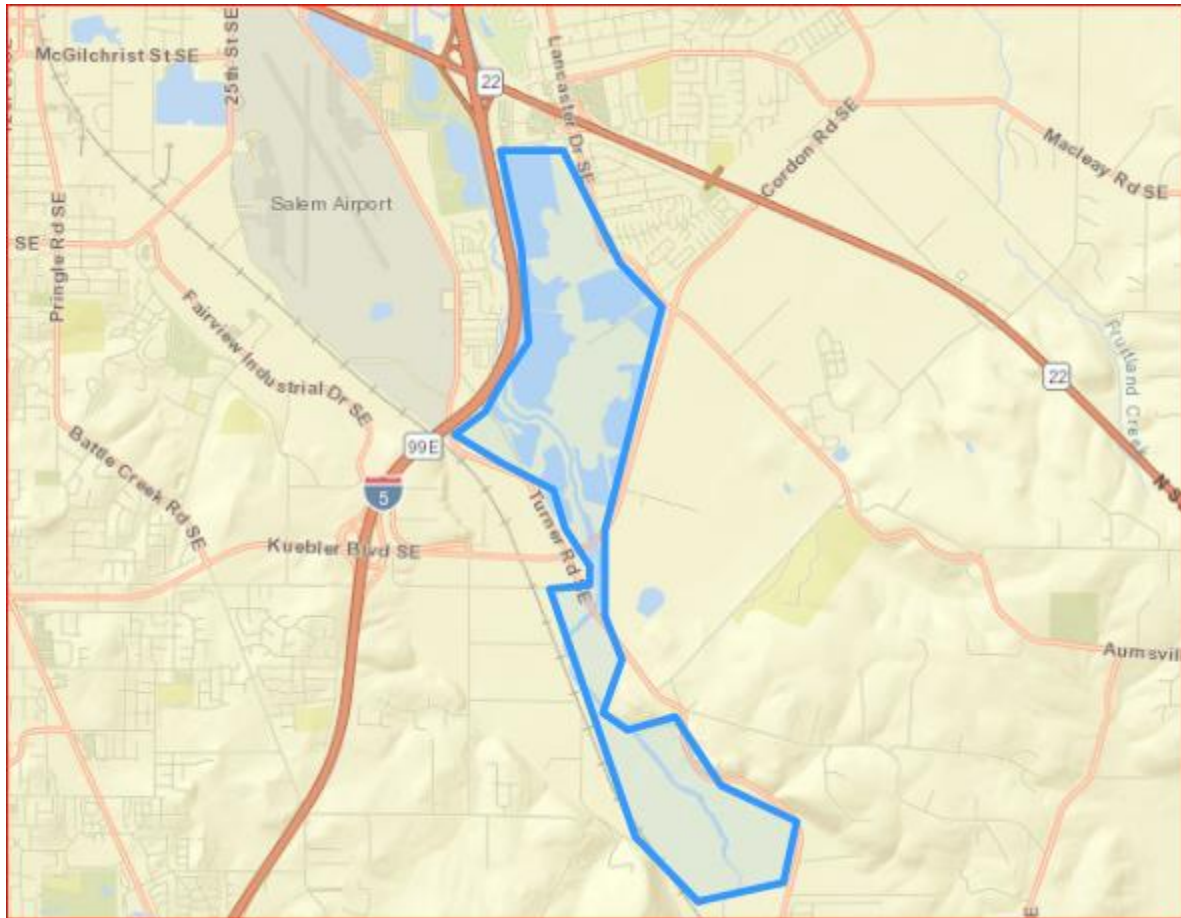 McGilchrist St SE
25th St SE
Lancaster Dr SE
22
Macleay Rd SE
Cordon Rd SE
Salem Airport
Pringle Rd SE
SE
Fairview Industrial Dr SE
Fruitland Creek
22
Battle Creek Rd SE
99E
5
Turner Rd SE
Kuebler Blvd SE
Aumsvil
E